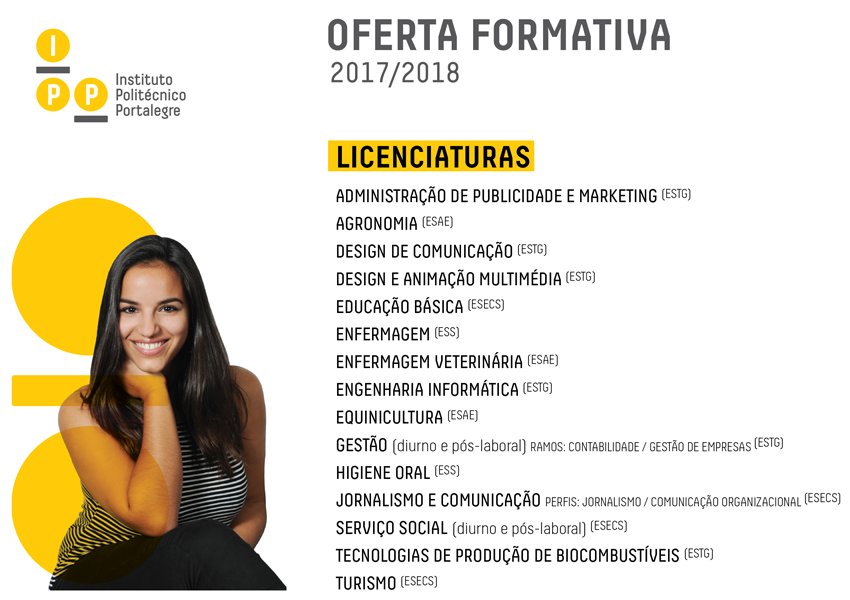 I
P P
Instituto
Politécnico
Portalegre
OFERTA FORMATIVA
2017/2018
LICENCIATURAS
ADMINISTRAÇÃO DE PUBLICIDADE E MARKETING (ESTG)
AGRONOMIA (ESAE)
DESIGN DE COMUNICAÇÃO (ESTG)
DESIGN E ANIMAÇÃO MULTIMÉDIA (ESTG)
EDUCAÇÃO BÁSICA (ESECS)
ENFERMAGEM (ESS)
ENFERMAGEM VETERINÁRIA (ESAE)
ENGENHARIA INFORMÁTICA (ESTG)
EQUINICULTURA (ESAE)
GESTÃO (diurno e pós-laboral) RAMOS: CONTABILIDADE / GESTÃO DE EMPRESAS (ESTG)
HIGIENE ORAL (ESS)
JORNALISMO E COMUNICAÇÃO PERFIS: JORNALISMO / COMUNICAÇÃO ORGANIZACIONAL (ESECS)
SERVIÇO SOCIAL (diurno e pós-laboral) (ESECS)
TECNOLOGIAS DE PRODUÇÃO DE BIOCOMBUSTÍVEIS (ESTG)
TURISMO (ESECS)